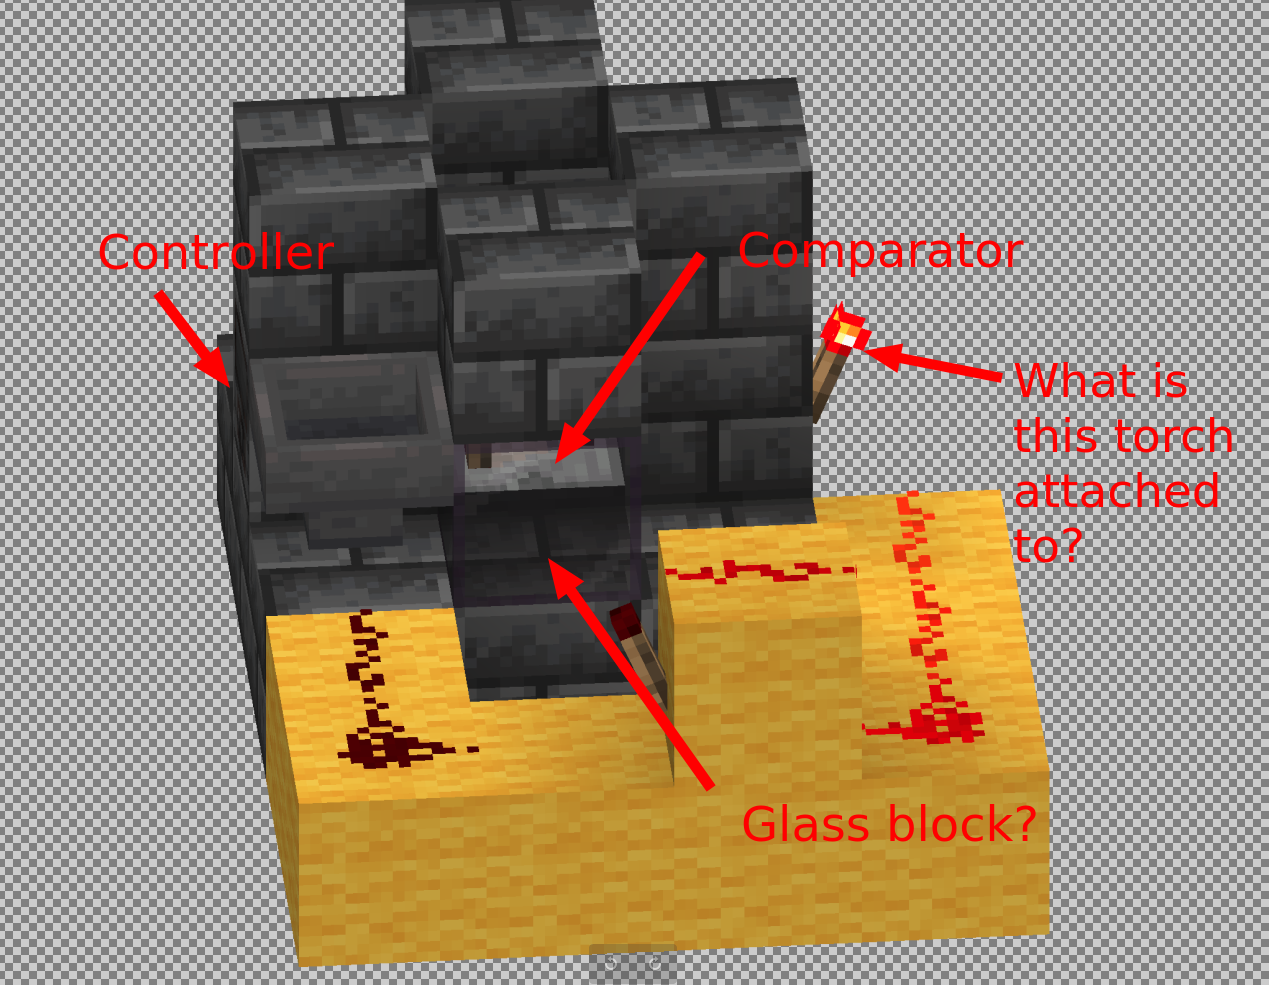 Controller
Comparator
What is
this torch
attached
to?
Glass block?